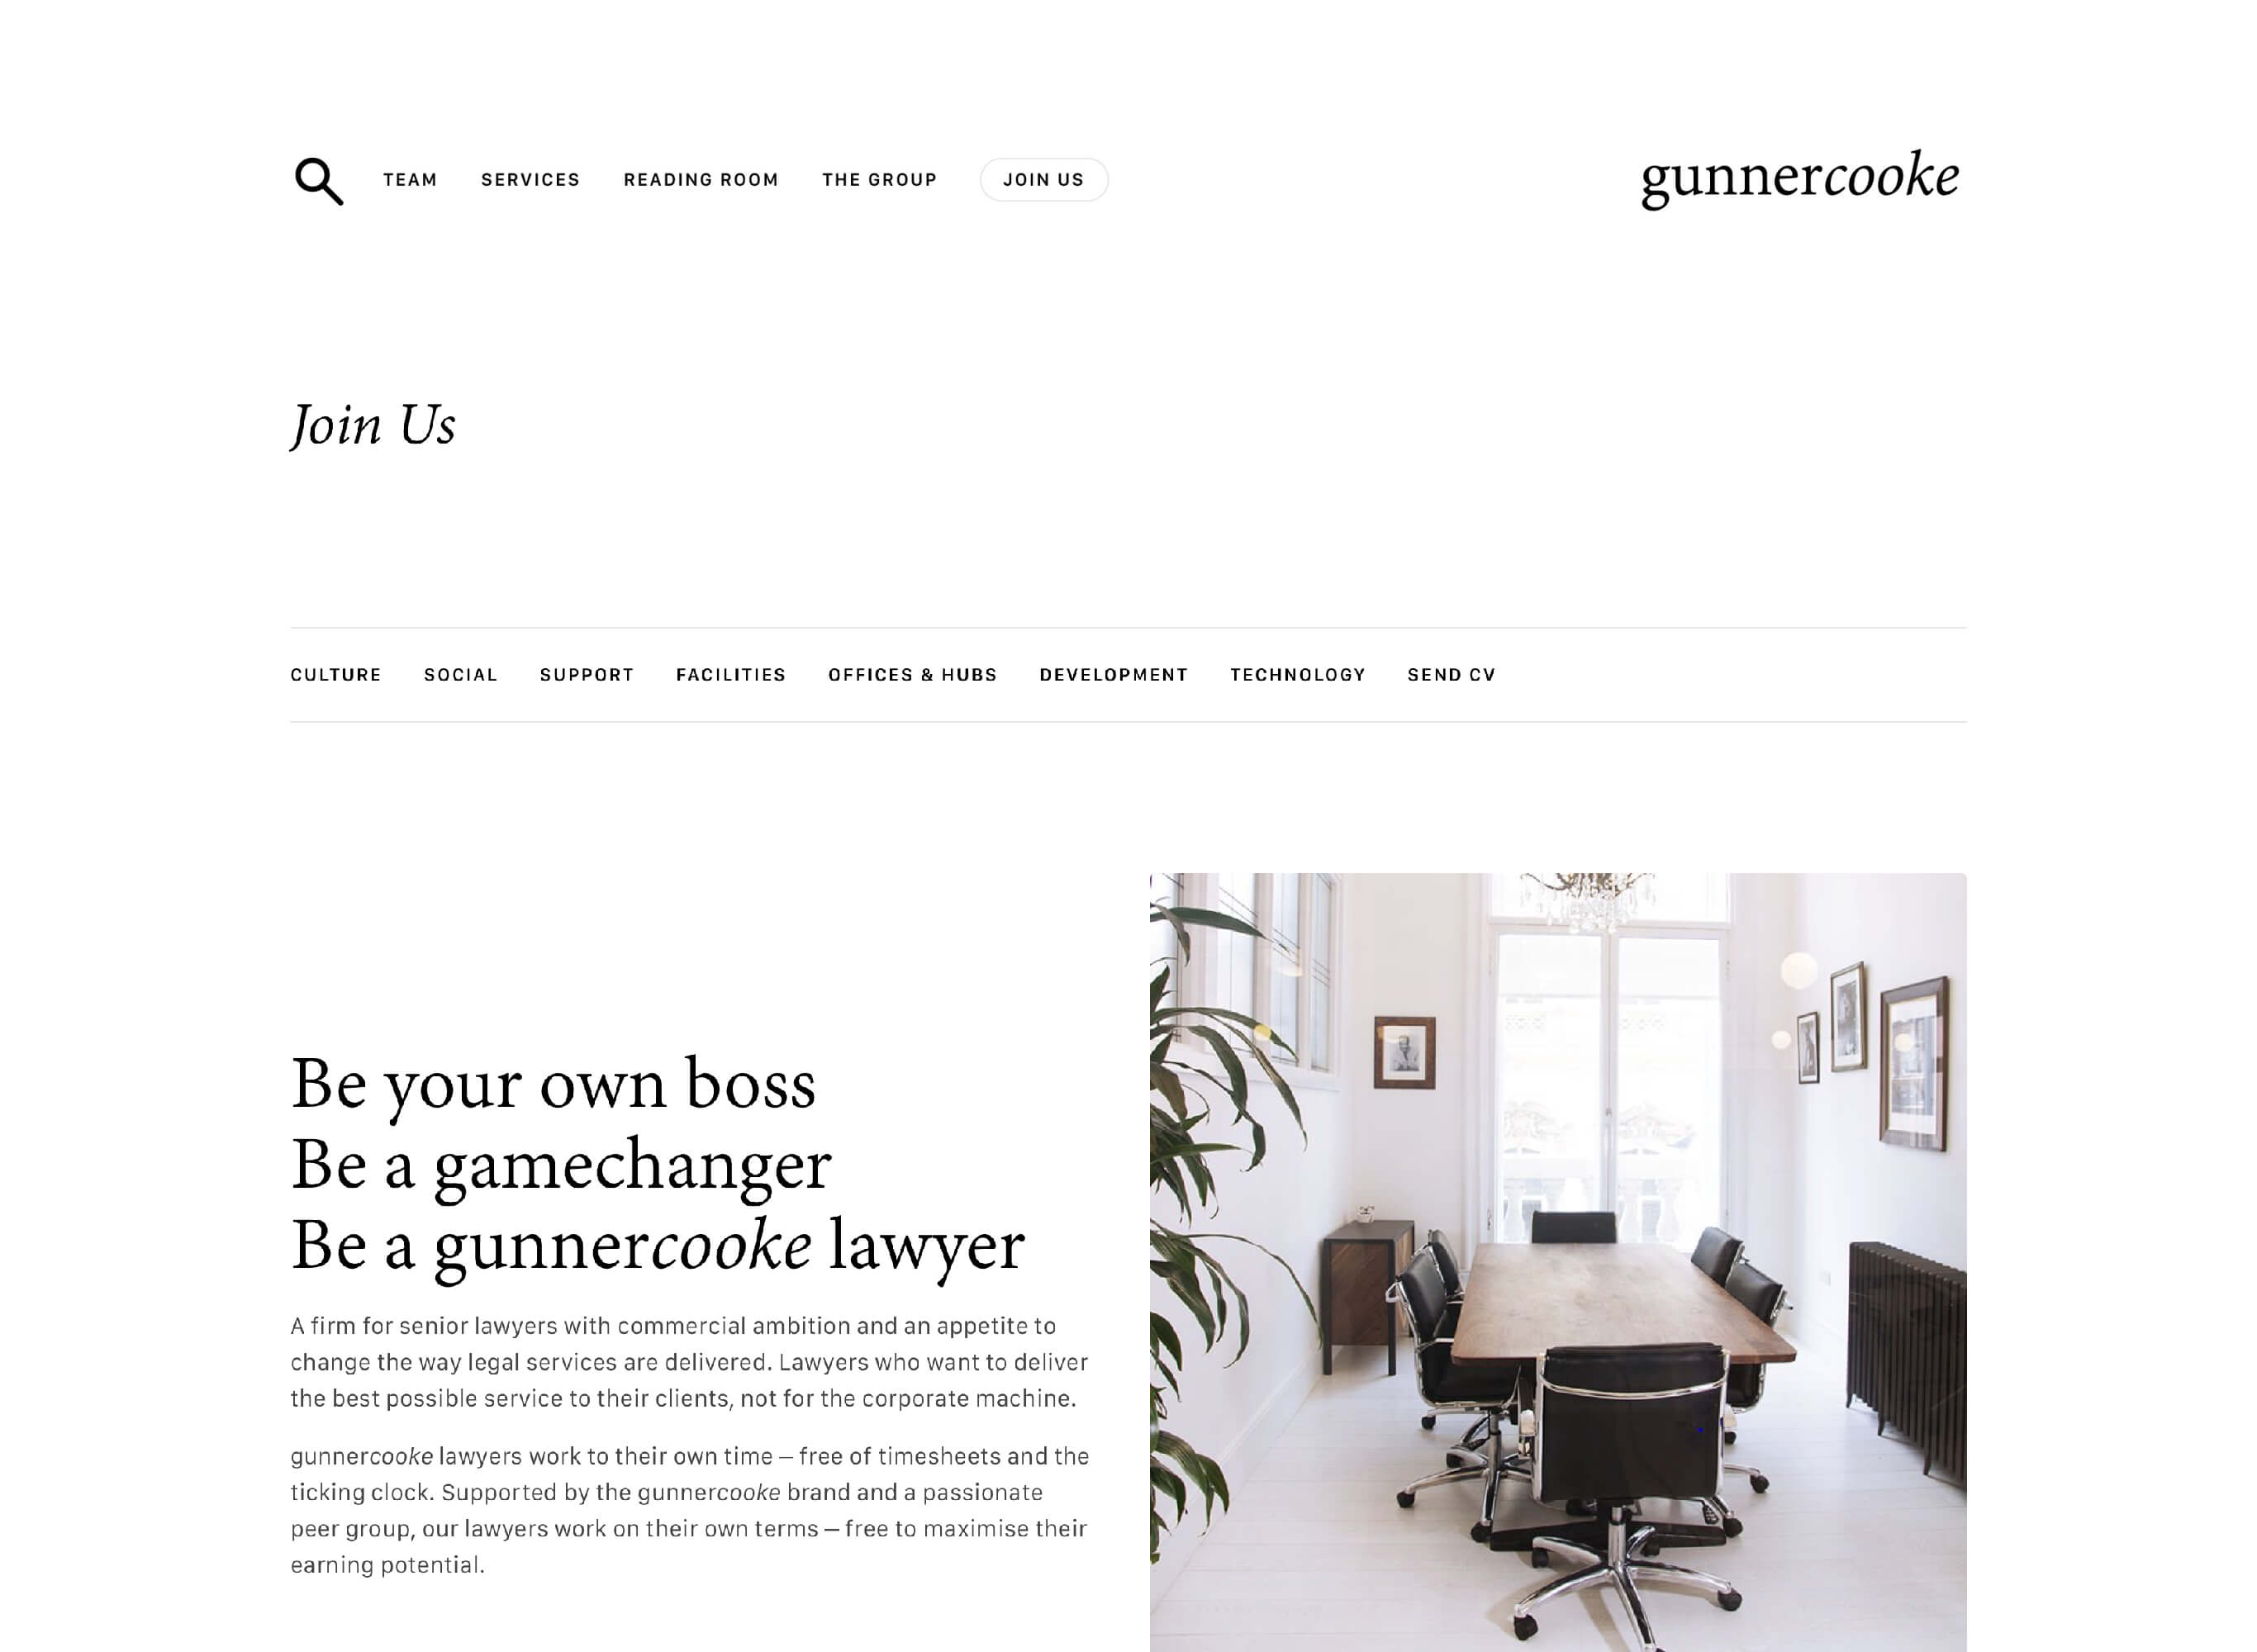 TEAM SERVICES READING ROOM THE GROUP JOIN US gunnercooke
Join Us
CULTURE SOCIAL SUPPORT FACILITIES OFFICES & HUBS DEVELOPMENT TECHNOLOGY SEND CV
Be your own boss
Be a gamechanger
Be a gunnercooke lawyer
A firm for senior lawyers with commercial ambition and an appetite to
change the way legal services are delivered. Lawyers who want to deliver
the best possible service to their clients, not for the corporate machine.
gunnercooke lawyers work to their own time – free of timesheets and the
ticking clock. Supported by the gunnercooke brand and a passionate
peer group, our lawyers work on their own terms – free to maximise their
earning potential.